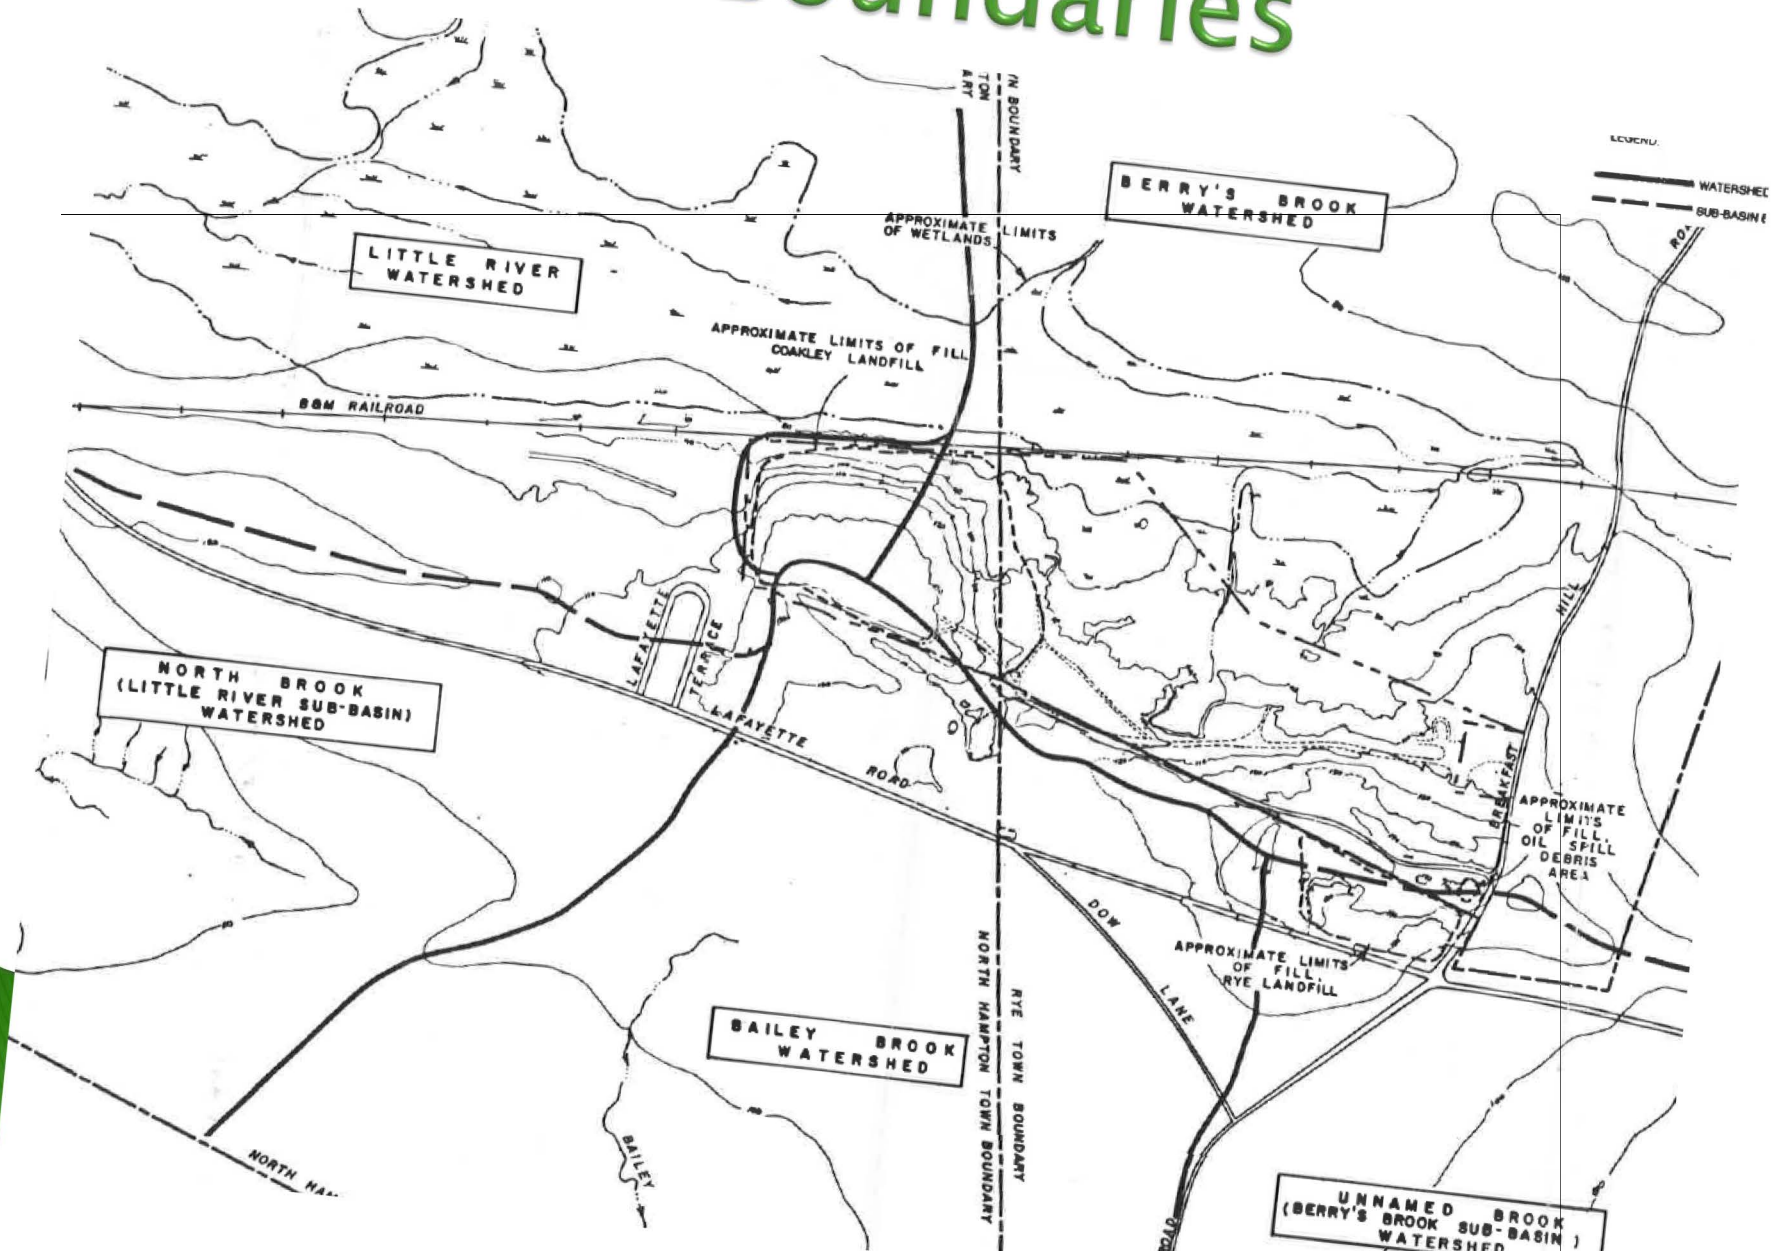 Boundaries
ARY
TON
IN BOUNDARY
LEGEND:
WATERSHED
SUB-BASIN
BERRY'S BROOK
WATERSHED
APPROXIMATE LIMITS
OF WETLANDS
LITTLE RIVER
WATERSHED
APPROXIMATE LIMITS OF FILL
COAKLEY LANDFILL
B&M RAILROAD
LAFAYETTE
TERRACE
NORTH BROOK
(LITTLE RIVER SUB-BASIN)
WATERSHED
LAFAYETTE
ROAD
HILL
BREAKFAST
APPROXIMATE
LIMITS
OF FILL,
OIL SPILL
DEBRIS
AREA
DOW
LANE
APPROXIMATE LIMITS
OF FILL,
RYE LANDFILL
NORTH HAMPTON TOWN BOUNDARY
RYE TOWN BOUNDARY
BAILEY BROOK
WATERSHED
BAILEY
NORTH
ROAD
UNNAMED BROOK
(BERRY'S BROOK SUB-BASIN)
WATERSHED